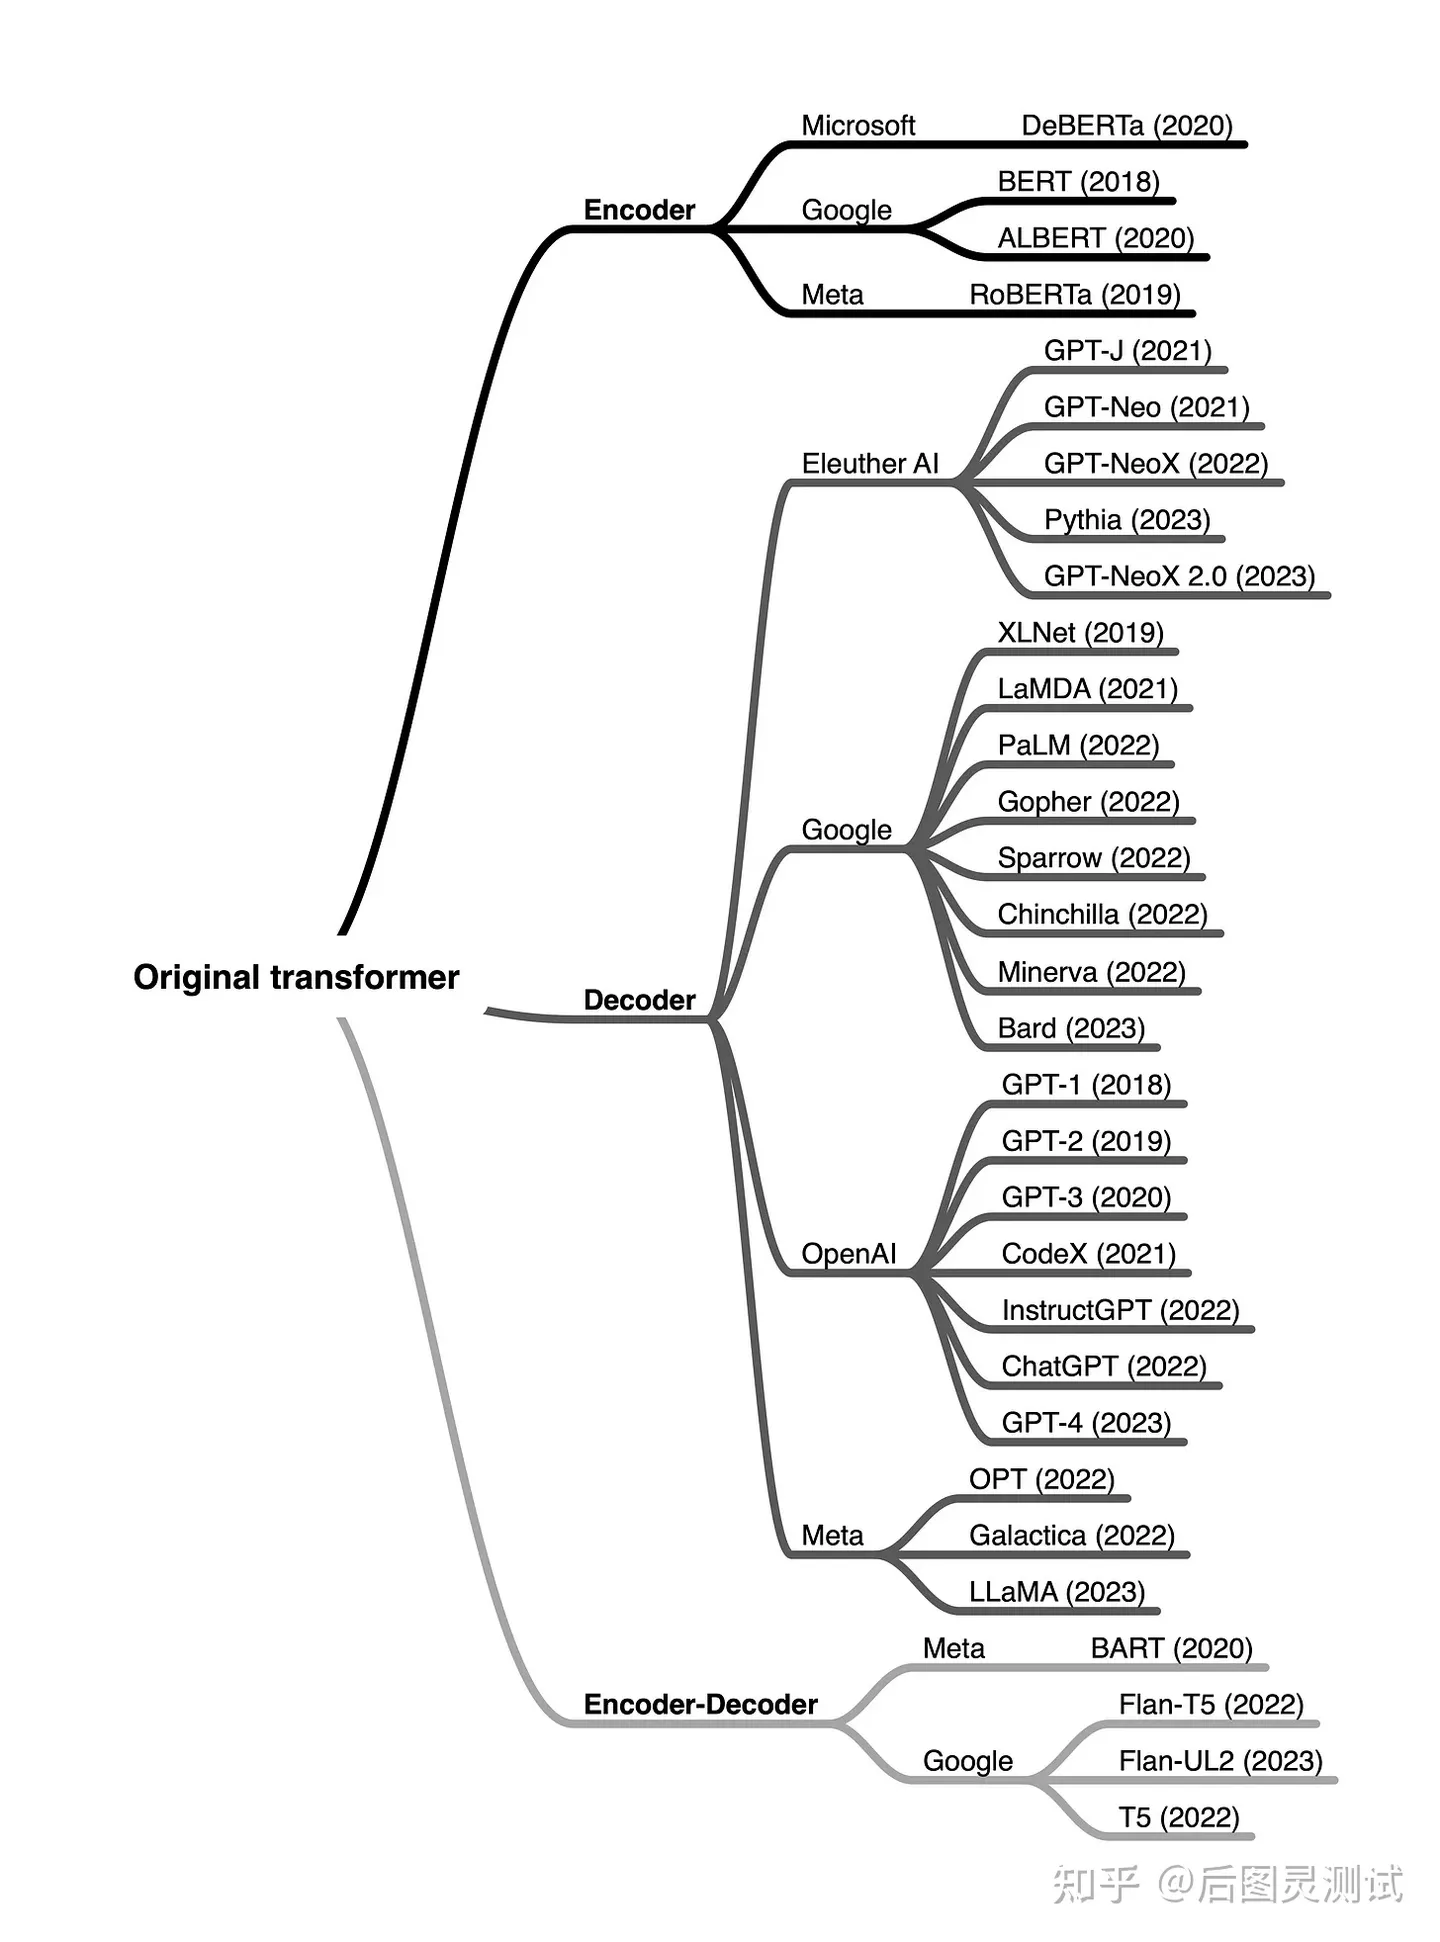 Original transformer
Encoder
Microsoft
DeBERTa (2020)
Google
BERT (2018)
ALBERT (2020)
Meta
RoBERTa (2019)
Decoder
Eleuther AI
GPT-J (2021)
GPT-Neo (2021)
GPT-NeoX (2022)
Pythia (2023)
GPT-NeoX 2.0 (2023)
Google
XLNet (2019)
LaMDA (2021)
PaLM (2022)
Gopher (2022)
Sparrow (2022)
Chinchilla (2022)
Minerva (2022)
Bard (2023)
OpenAI
GPT-1 (2018)
GPT-2 (2019)
GPT-3 (2020)
CodeX (2021)
InstructGPT (2022)
ChatGPT (2022)
GPT-4 (2023)
Meta
OPT (2022)
Galactica (2022)
LLaMA (2023)
Encoder-Decoder
Meta
BART (2020)
Google
Flan-T5 (2022)
Flan-UL2 (2023)
T5 (2022)
知乎 @后图灵测试